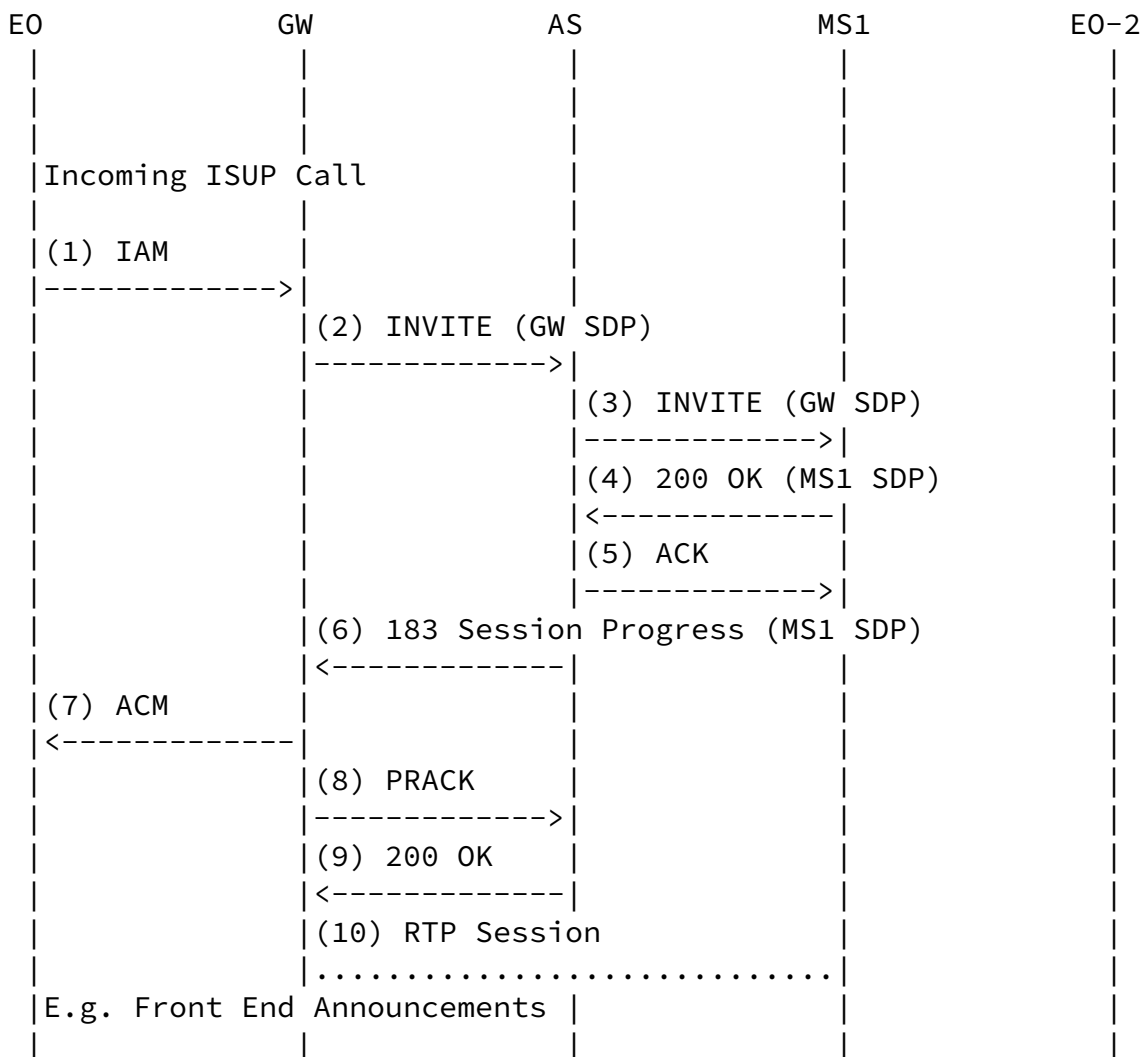 EO GW AS MS1 EO-2
Incoming ISUP Call
(1) IAM
(2) INVITE (GW SDP)
(3) INVITE (GW SDP)
(4) 200 OK (MS1 SDP)
(5) ACK
(6) 183 Session Progress (MS1 SDP)
(7) ACM
(8) PRACK
(9) 200 OK
(10) RTP Session
E.g. Front End Announcements